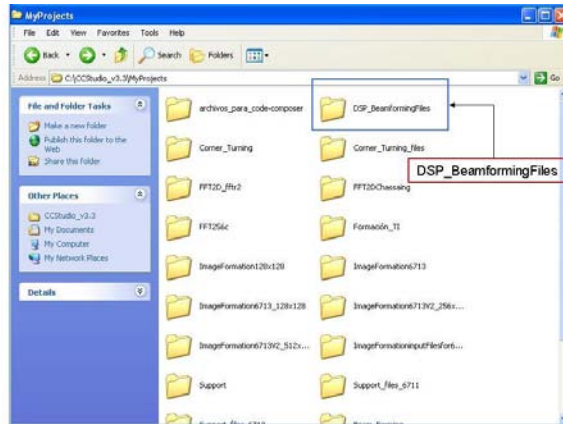 MyProjects
File Edit View Favorites Tools Help
Back Search Folders
Address C:\CCStudio_v3.3\MyProjects Go
File and Folder Tasks
Make a new folder
Publish this folder to the
Web
Share this folder
Other Places
CCStudio_v3.3
My Documents
My Computer
My Network Places
Details
archivos_para_code-composer DSP_BeamformingFiles
Corner_Turning Corner_Turning_files
DSP_BeamformingFiles
FFT2D_fftr2 FFT2DChassaing
FFT256c Formación_TI
ImageFormation128x128 ImageFormation6713
ImageFormation6713_128x128 ImageFormation6713V2_256x...
ImageFormation6713V2_512x... ImageFormationinputFilesfor6...
Support Support_files_6711
Support_files_6713 Beam_Forming